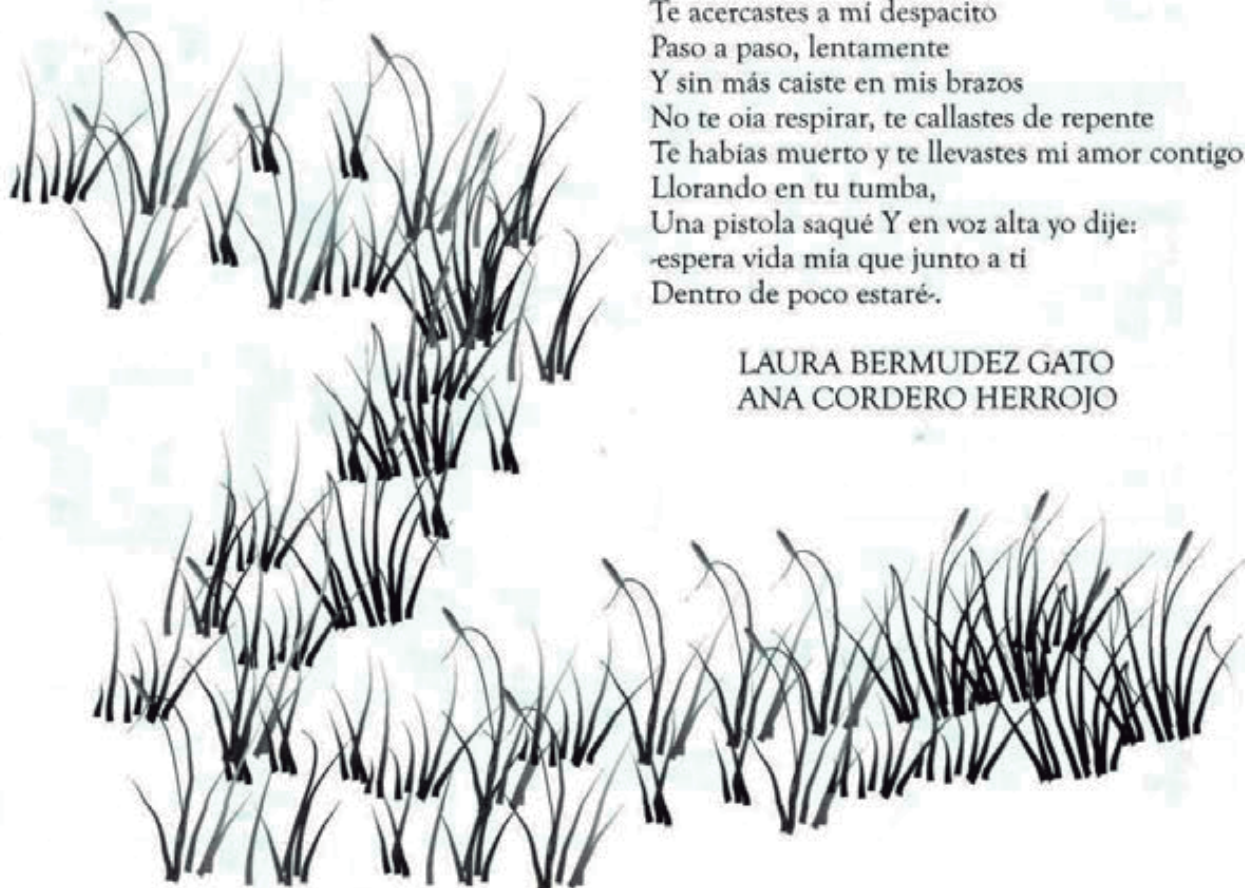 Te acercastes a mí despacito
Paso a paso, lentamente
Y sin más caiste en mis brazos
No te oia respirar, te callastes de repente
Te habías muerto y te llevastes mi amor contigo
Llorando en tu tumba,
Una pistola saqué Y en voz alta yo dije:
-espera vida mia que junto a ti
Dentro de poco estaré-.
LAURA BERMUDEZ GATO
ANA CORDERO HERROJO